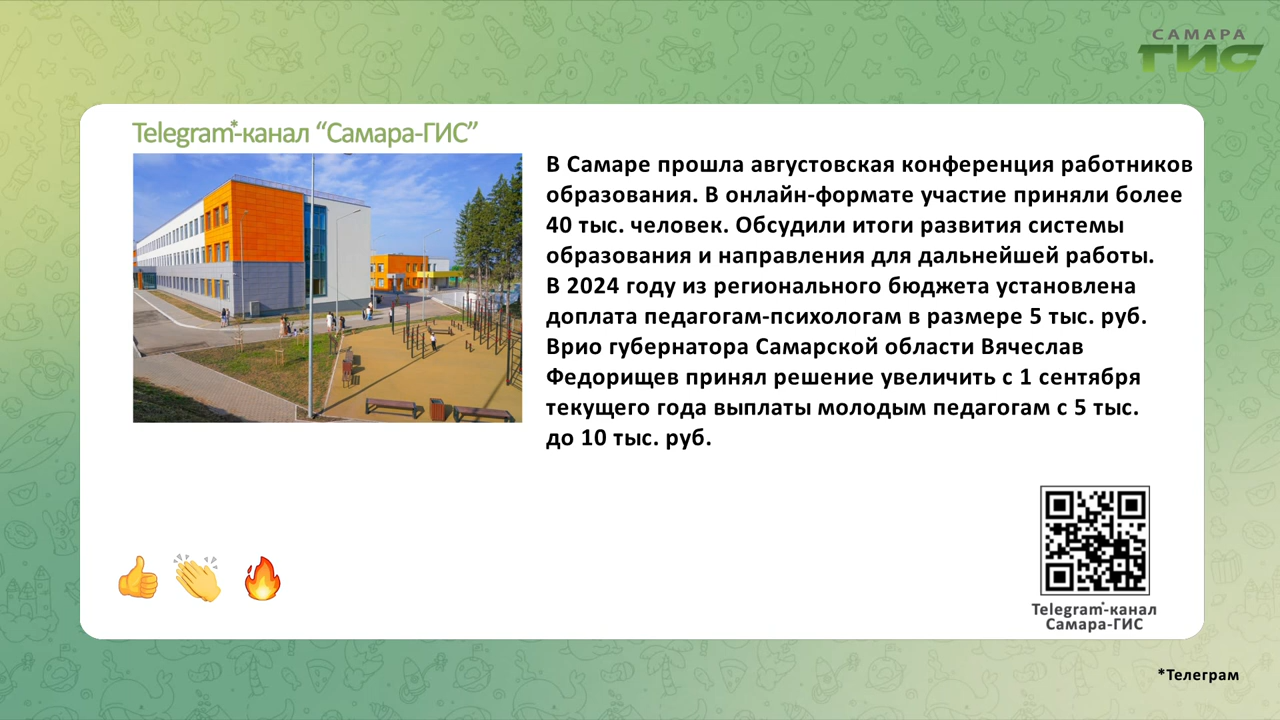 САМАРА
ГИС
Telegram*-канал “Самара-ГИС”
В Самаре прошла августовская конференция работников
образования. В онлайн-формате участие приняли более
40 тыс. человек. Обсудили итоги развития системы
образования и направления для дальнейшей работы.
В 2024 году из регионального бюджета установлена
доплата педагогам-психологам в размере 5 тыс. руб.
Врио губернатора Самарской области Вячеслав
Федорищев принял решение увеличить с 1 сентября
текущего года выплаты молодым педагогам с 5 тыс.
до 10 тыс. руб.
Telegram*-канал
Самара-ГИС
*Телеграм